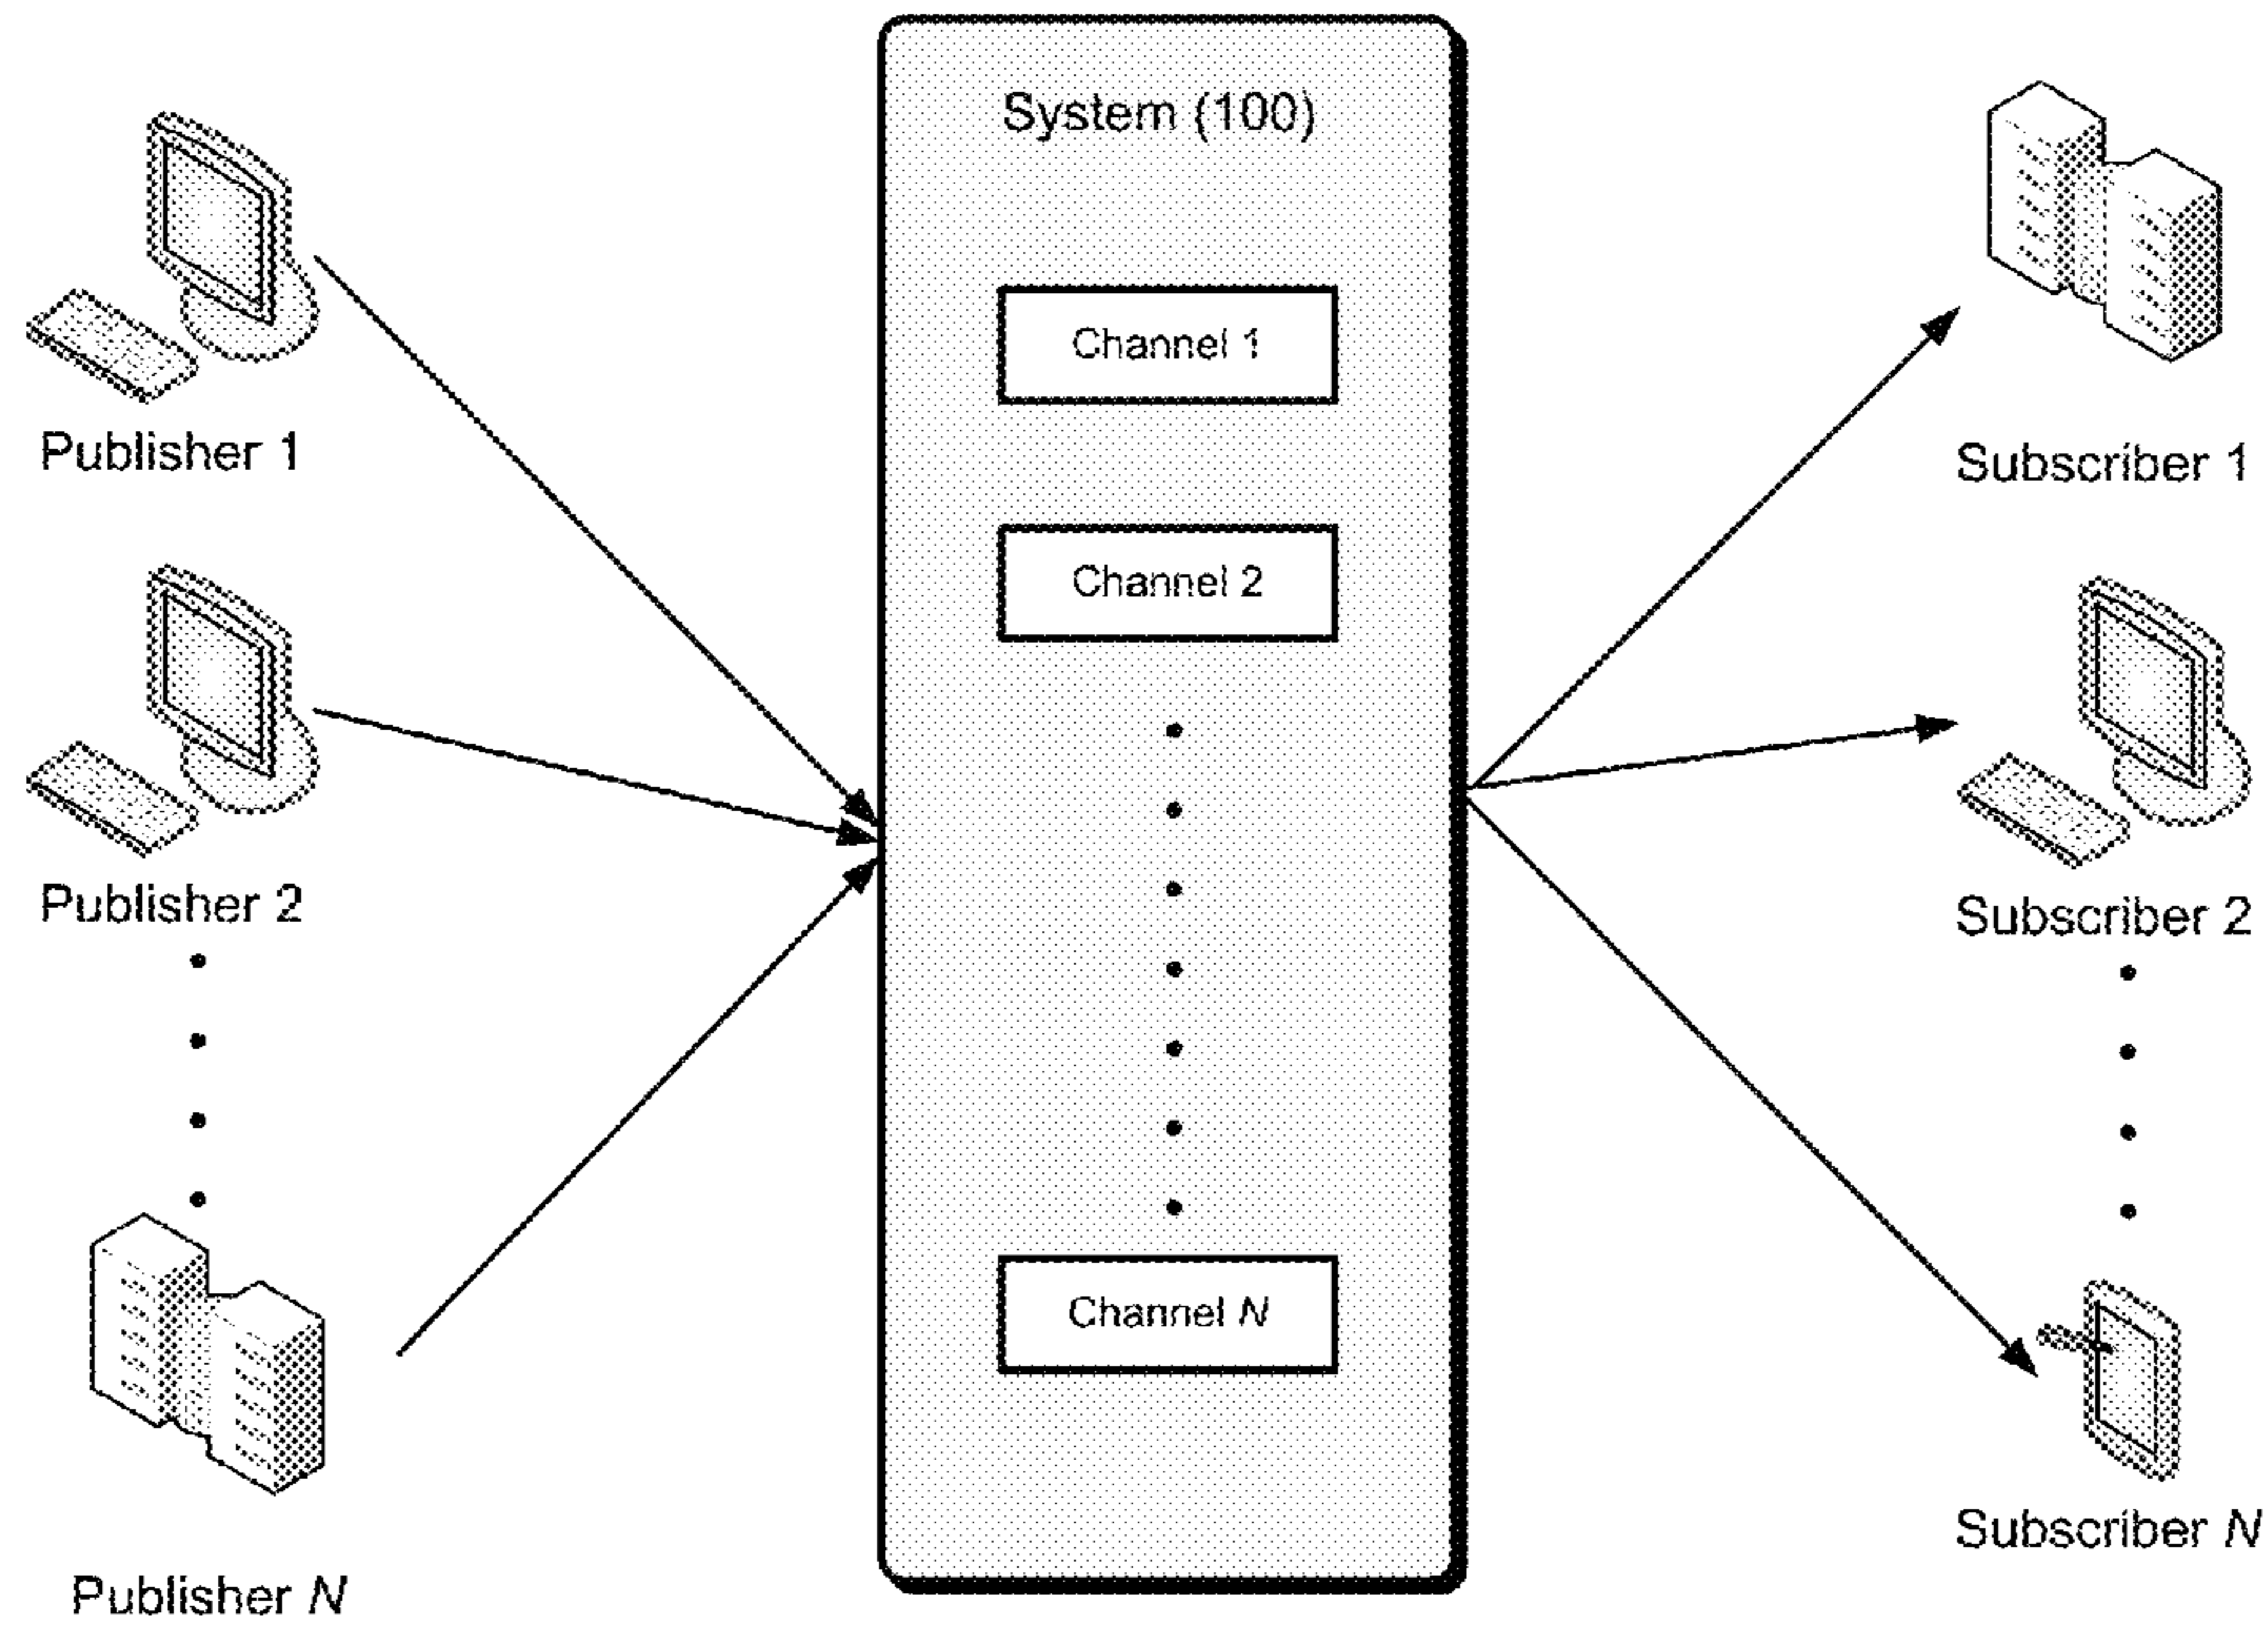 System (100)
Channel 1
Channel 2
Channel N
Publisher 1
Publisher 2
Publisher N
Subscriber 1
Subscriber 2
Subscriber N